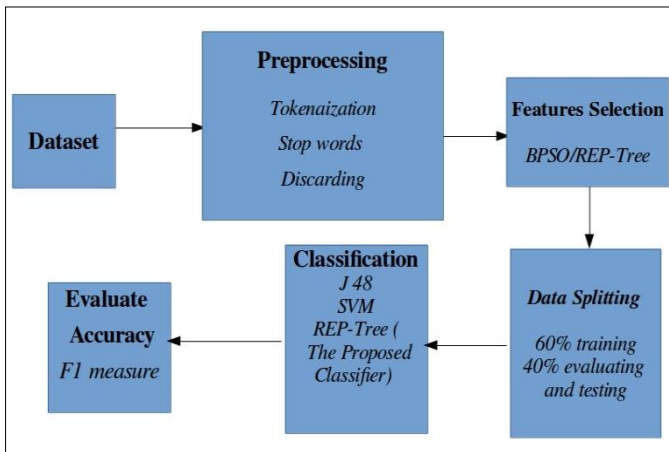 Dataset
Preprocessing
Tokenaization
Stop words
Discarding
Features Selection
BPSO/REP-Tree
Data Splitting
60% training
40% evaluating
and testing
Classification
J 48
SVM
REP-Tree (
The Proposed
Classifier)
Evaluate
Accuracy
F1 measure